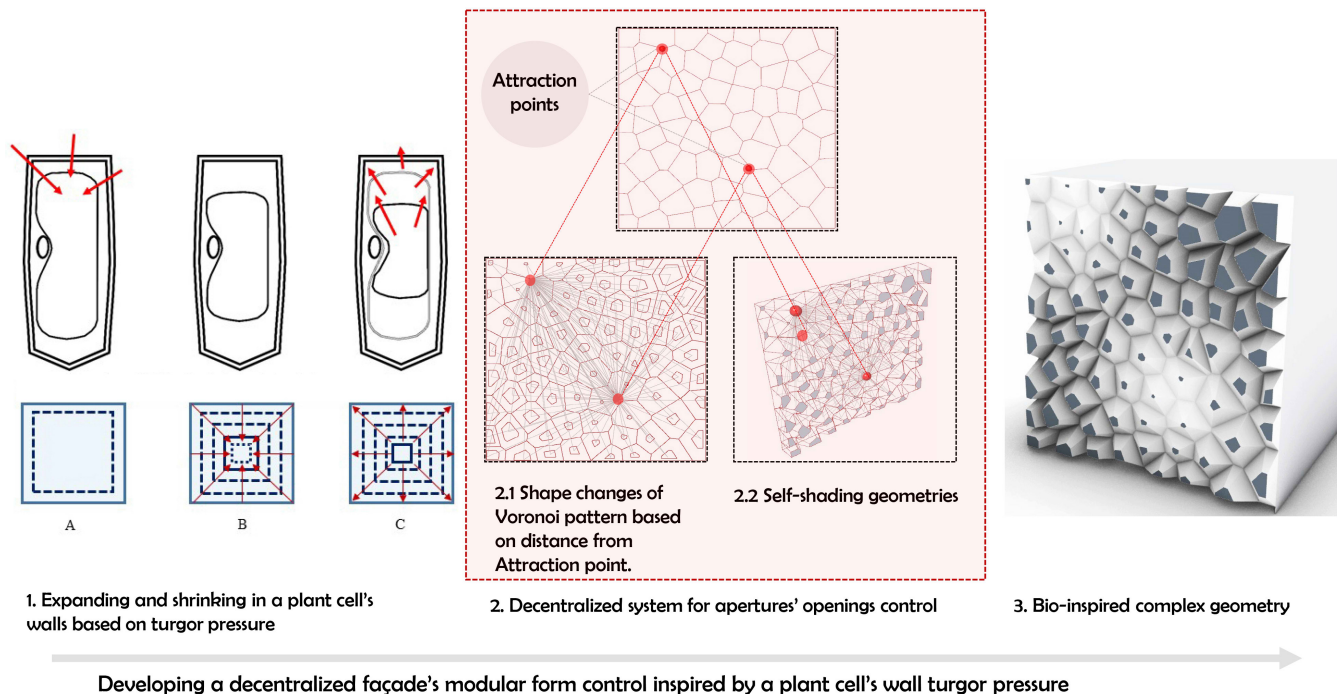 Attraction
points
A
B
C
2.1 Shape changes of
Voronoi pattern based
on distance from
Attraction point.
2.2 Self-shading geometries
1. Expanding and shrinking in a plant cell's
walls based on turgor pressure
2. Decentralized system for apertures' openings control
3. Bio-inspired complex geometry
Developing a decentralized façade's modular form control inspired by a plant cell's wall turgor pressure